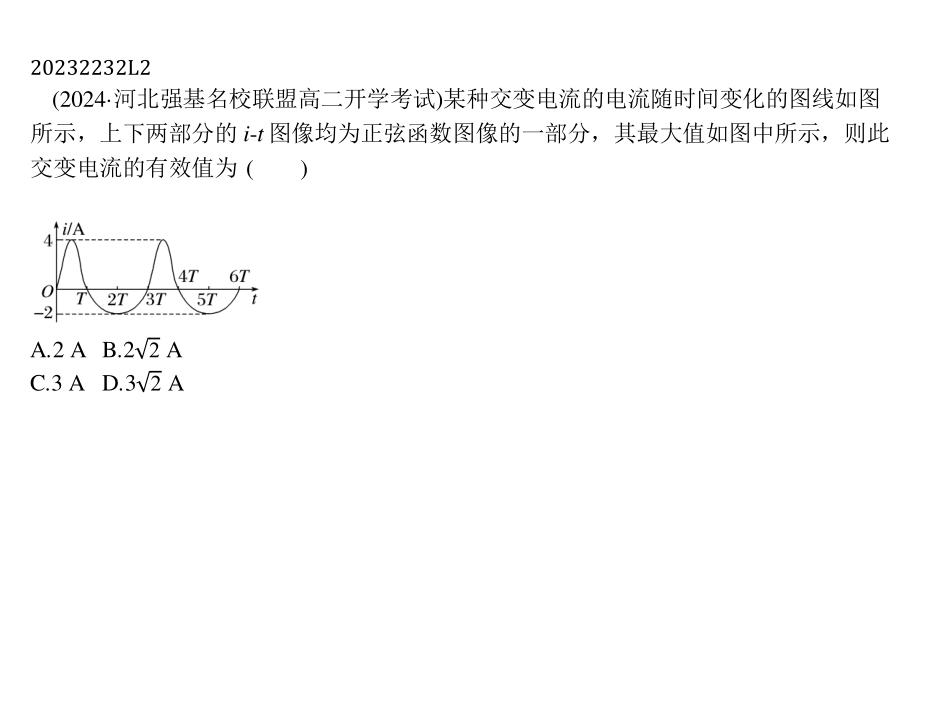 20232232L2
(2024·河北强基名校联盟高二开学考试)某种交变电流的电流随时间变化的图线如图
所示，上下两部分的 i-t 图像均为正弦函数图像的一部分，其最大值如图中所示，则此
交变电流的有效值为 (  )
i/A
4
4T 6T
O T 2T 3T 5T t
-2
A.2 A B.2√2 A
C.3 A D.3√2 A